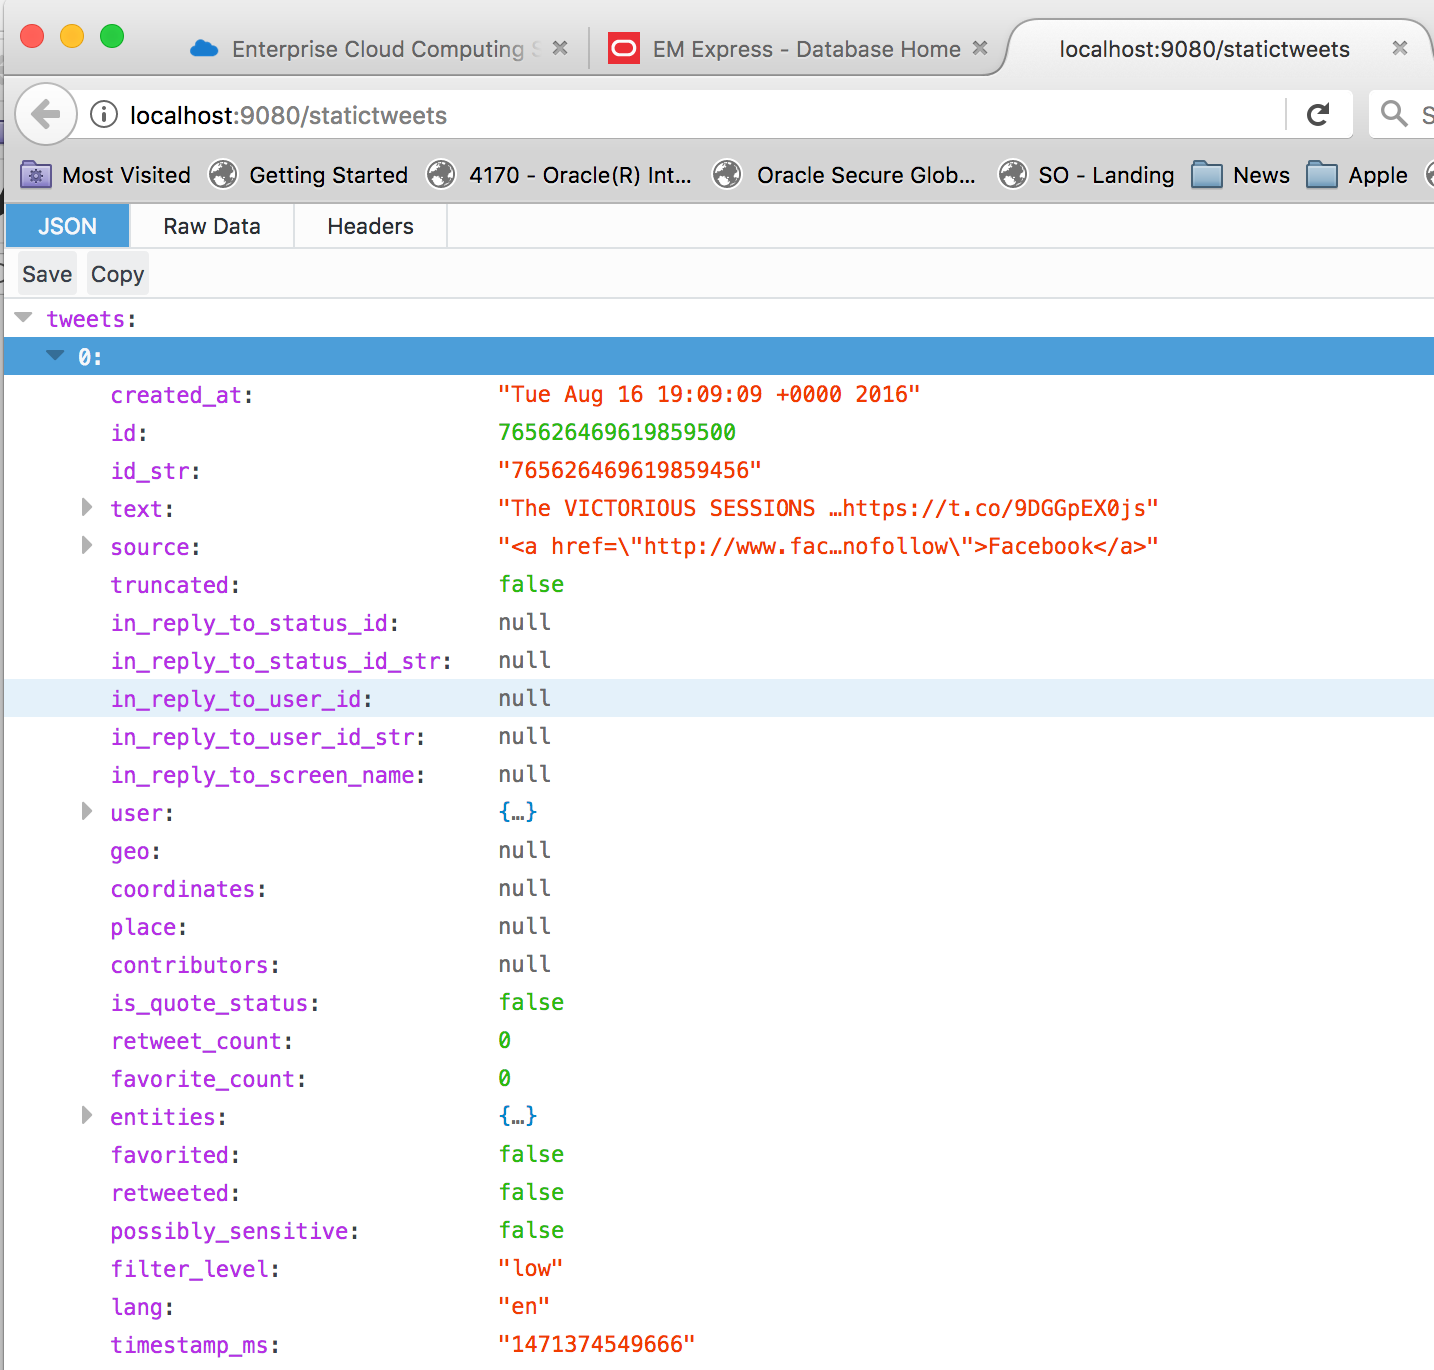 Enterprise Cloud Computing EM Express - Database Home localhost:9080/statictweets
localhost:9080/statictweets
Most Visited Getting Started 4170 - Oracle(R) Int... Oracle Secure Glob... SO - Landing News Apple
JSON Raw Data Headers
Save Copy
tweets:
0:
created_at: "Tue Aug 16 19:09:09 +0000 2016"
id: 765626469619859500
id_str: "765626469619859456"
text: "The VICTORIOUS SESSIONS …https://t.co/9DGGpEX0js"
source: "<a href=\"http://www.fac…nofollow\">Facebook</a>"
truncated: false
in_reply_to_status_id: null
in_reply_to_status_id_str: null
in_reply_to_user_id: null
in_reply_to_user_id_str: null
in_reply_to_screen_name: null
user: {…}
geo: null
coordinates: null
place: null
contributors: null
is_quote_status: false
retweet_count: 0
favorite_count: 0
entities: {…}
favorited: false
retweeted: false
possibly_sensitive: false
filter_level: "low"
lang: "en"
timestamp_ms: "1471374549666"